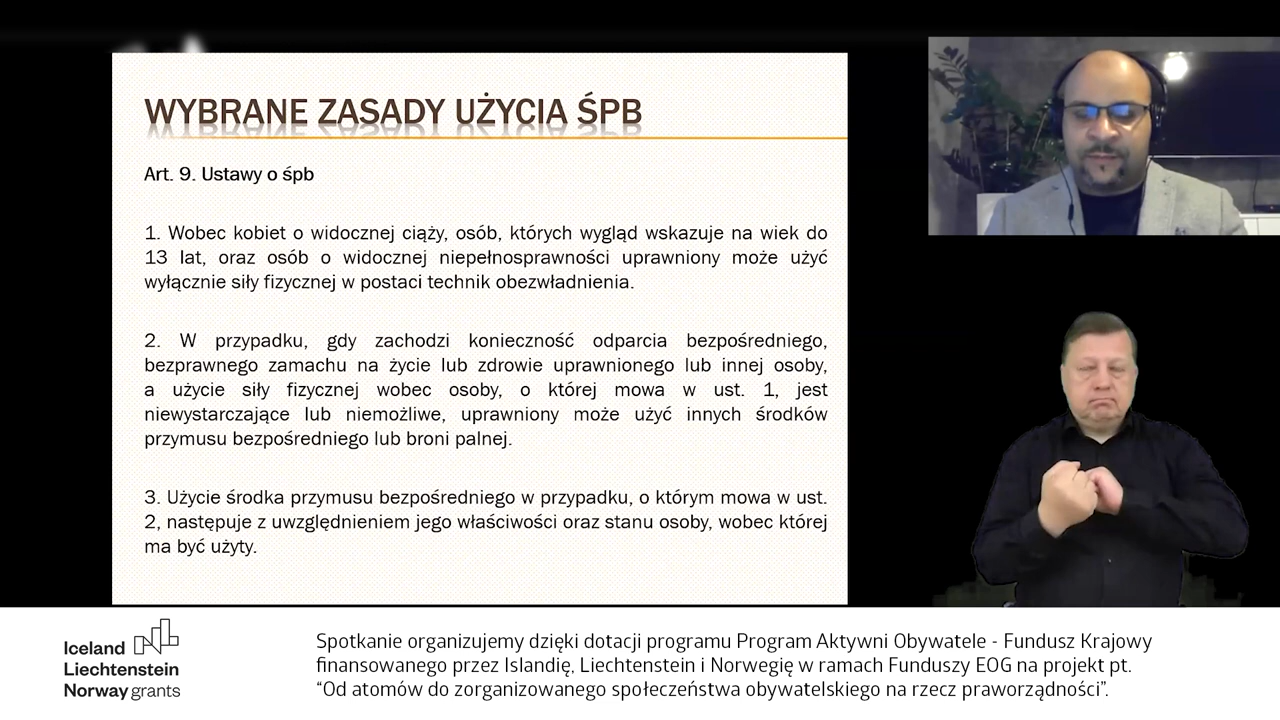 WYBRANE ZASADY UŻYCIA ŚPB
Art. 9. Ustawy o śpb
1. Wobec kobiet o widocznej ciąży, osób, których wygląd wskazuje na wiek do
13 lat, oraz osób o widocznej niepełnosprawności uprawniony może użyć
wyłącznie siły fizycznej w postaci technik obezwładnienia.
2. W przypadku, gdy zachodzi konieczność odparcia bezpośredniego,
bezprawnego zamachu na życie lub zdrowie uprawnionego lub innej osoby,
a użycie siły fizycznej wobec osoby, o której mowa w ust. 1, jest
niewystarczające lub niemożliwe, uprawniony może użyć innych środków
przymusu bezpośredniego lub broni palnej.
3. Użycie środka przymusu bezpośredniego w przypadku, o którym mowa w ust.
2, następuje z uwzględnieniem jego właściwości oraz stanu osoby, wobec której
ma być użyty.
Iceland
Liechtenstein
Norway grants
Spotkanie organizujemy dzięki dotacji programu Program Aktywni Obywatele - Fundusz Krajowy
finansowanego przez Islandię, Liechtenstein i Norwegię w ramach Funduszy EOG na projekt pt.
“Od atomów do zorganizowanego społeczeństwa obywatelskiego na rzecz praworządności”.